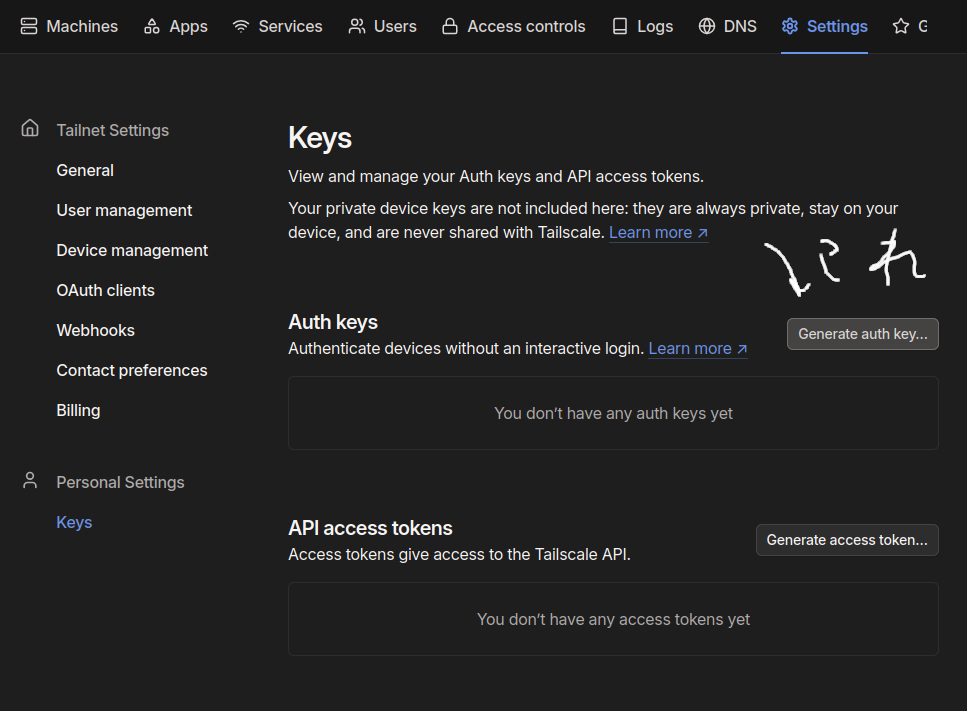 Machines Apps Services Users Access controls Logs DNS Settings G
Tailnet Settings
General
User management
Device management
OAuth clients
Webhooks
Contact preferences
Billing
Personal Settings
Keys
Keys
View and manage your Auth keys and API access tokens.
Your private device keys are not included here: they are always private, stay on your
device, and are never shared with Tailscale. Learn more ↗
Auth keys
Authenticate devices without an interactive login. Learn more ↗
Generate auth key...
You don’t have any auth keys yet
API access tokens
Access tokens give access to the Tailscale API.
Generate access token...
You don’t have any access tokens yet